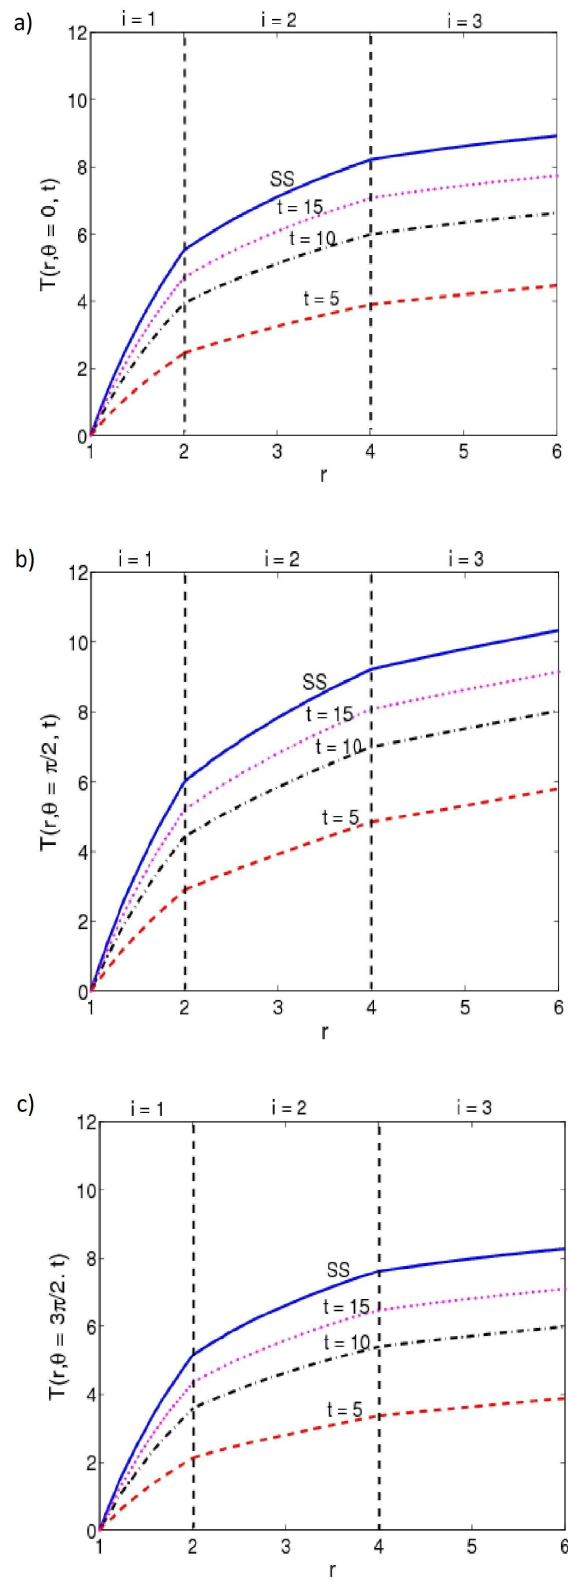 a)
i = 1 i = 2 i = 3
12
10
8
6
4
2
0
T(r,θ = 0, t)
SS
t = 15
t = 10
t = 5
1 2 3 4 5 6
r
b)
i = 1 i = 2 i = 3
12
10
8
6
4
2
0
T(r,θ = π/2, t)
SS
t = 15
t = 10
t = 5
1 2 3 4 5 6
r
c)
i = 1 i = 2 i = 3
12
10
8
6
4
2
0
T(r,θ = 3π/2. t)
SS
t = 15
t = 10
t = 5
1 2 3 4 5 6
r